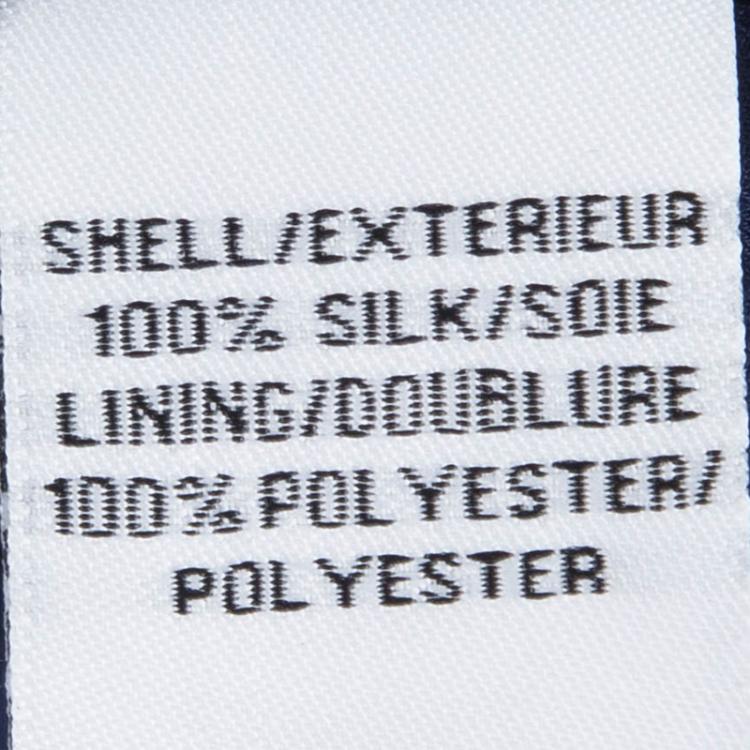 SHELL/EXTERIEUR
100% SILK/SOIE
LINING/DOUBLURE
100% POLYESTER/
POLYESTER